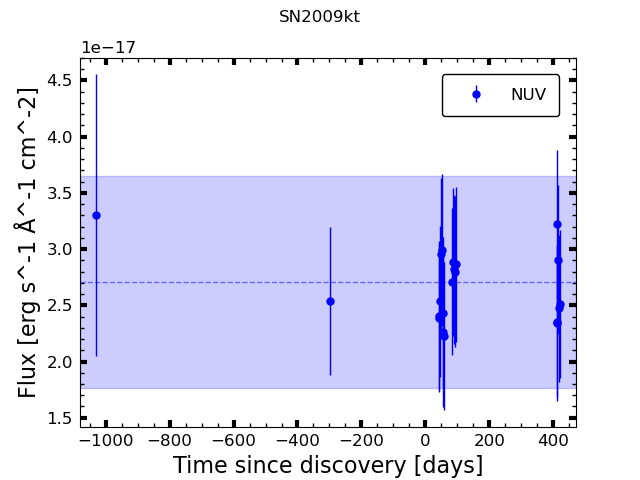 SN2009kt
1e−17
4.5
4.0
3.5
3.0
2.5
2.0
1.5
Flux [erg s^-1 Å^-1 cm^-2]
NUV
−1000 −800 −600 −400 −200 0 200 400
Time since discovery [days]